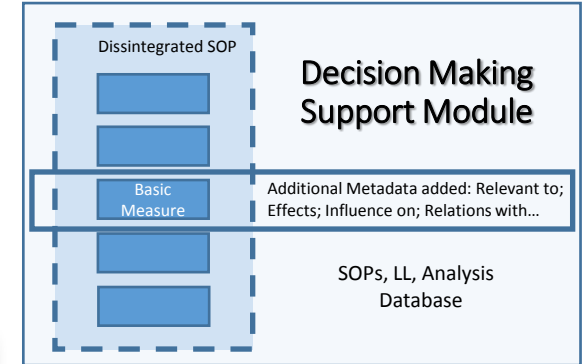 Dissintegrated SOP
Decision Making
Support Module
Basic
Measure
Additional Metadata added: Relevant to;
Effects; Influence on; Relations with…
SOPs, LL, Analysis
Database